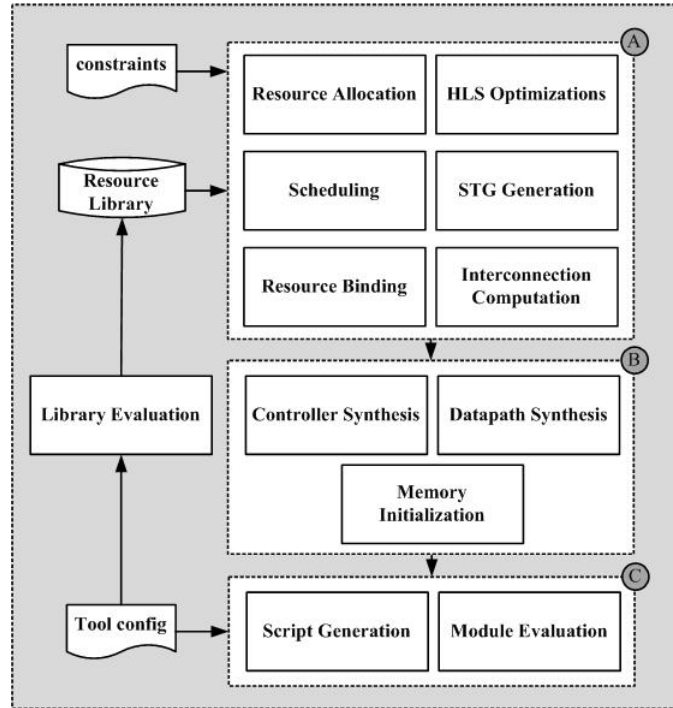 A
constraints
Resource Allocation
HLS Optimizations
Resource
Library
Scheduling
STG Generation
Resource Binding
Interconnection
Computation
B
Library Evaluation
Controller Synthesis
Datapath Synthesis
Memory
Initialization
C
Tool config
Script Generation
Module Evaluation